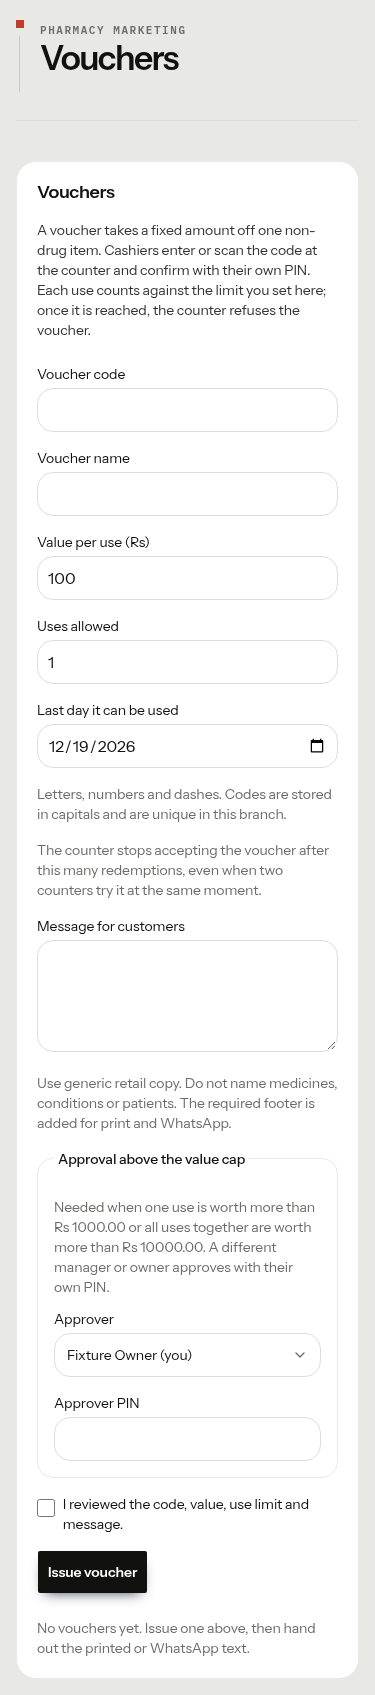 PHARMACY MARKETING
Vouchers
Vouchers
A voucher takes a fixed amount off one non-
drug item. Cashiers enter or scan the code at
the counter and confirm with their own PIN.
Each use counts against the limit you set here;
once it is reached, the counter refuses the
voucher.
Voucher code
Voucher name
Value per use (Rs)
100
Uses allowed
1
Last day it can be used
12/19/2026
Letters, numbers and dashes. Codes are stored
in capitals and are unique in this branch.
The counter stops accepting the voucher after
this many redemptions, even when two
counters try it at the same moment.
Message for customers
Use generic retail copy. Do not name medicines,
conditions or patients. The required footer is
added for print and WhatsApp.
Approval above the value cap
Needed when one use is worth more than
Rs 1000.00 or all uses together are worth
more than Rs 10000.00. A different
manager or owner approves with their
own PIN.
Approver
Fixture Owner (you)
Approver PIN
I reviewed the code, value, use limit and
message.
Issue voucher
No vouchers yet. Issue one above, then hand
out the printed or WhatsApp text.